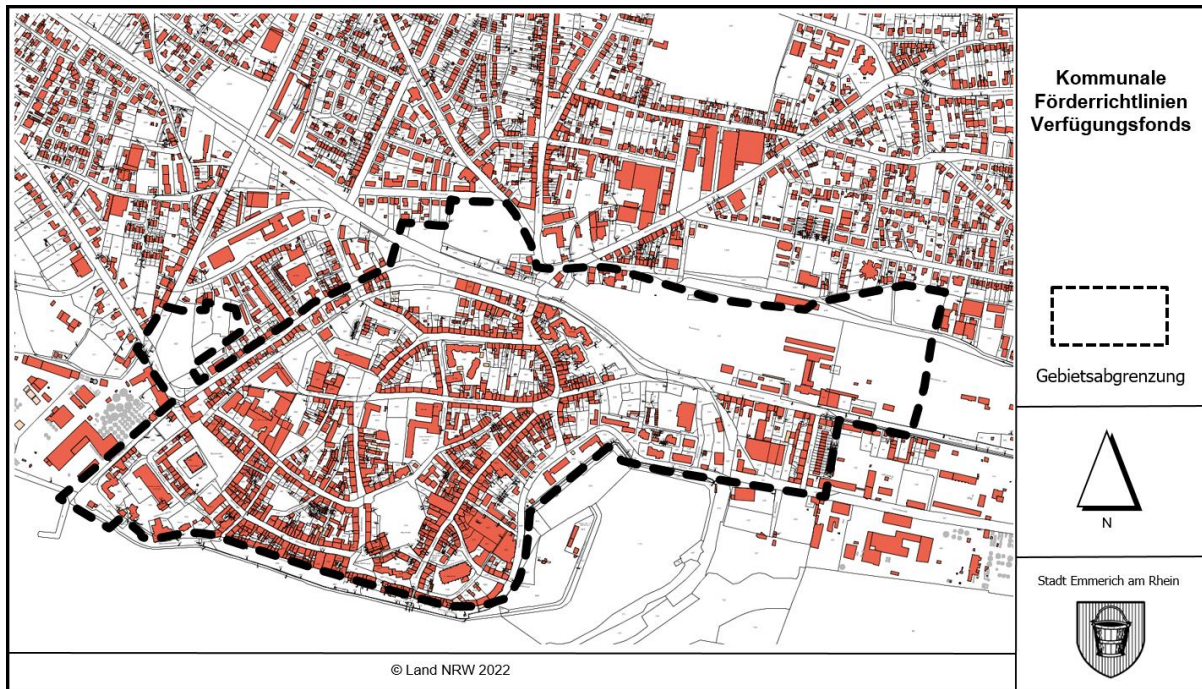 Kommunale
Förderrichtlinien
Verfügungsfonds
Gebietsabgrenzung
N
Stadt Emmerich am Rhein
© Land NRW 2022